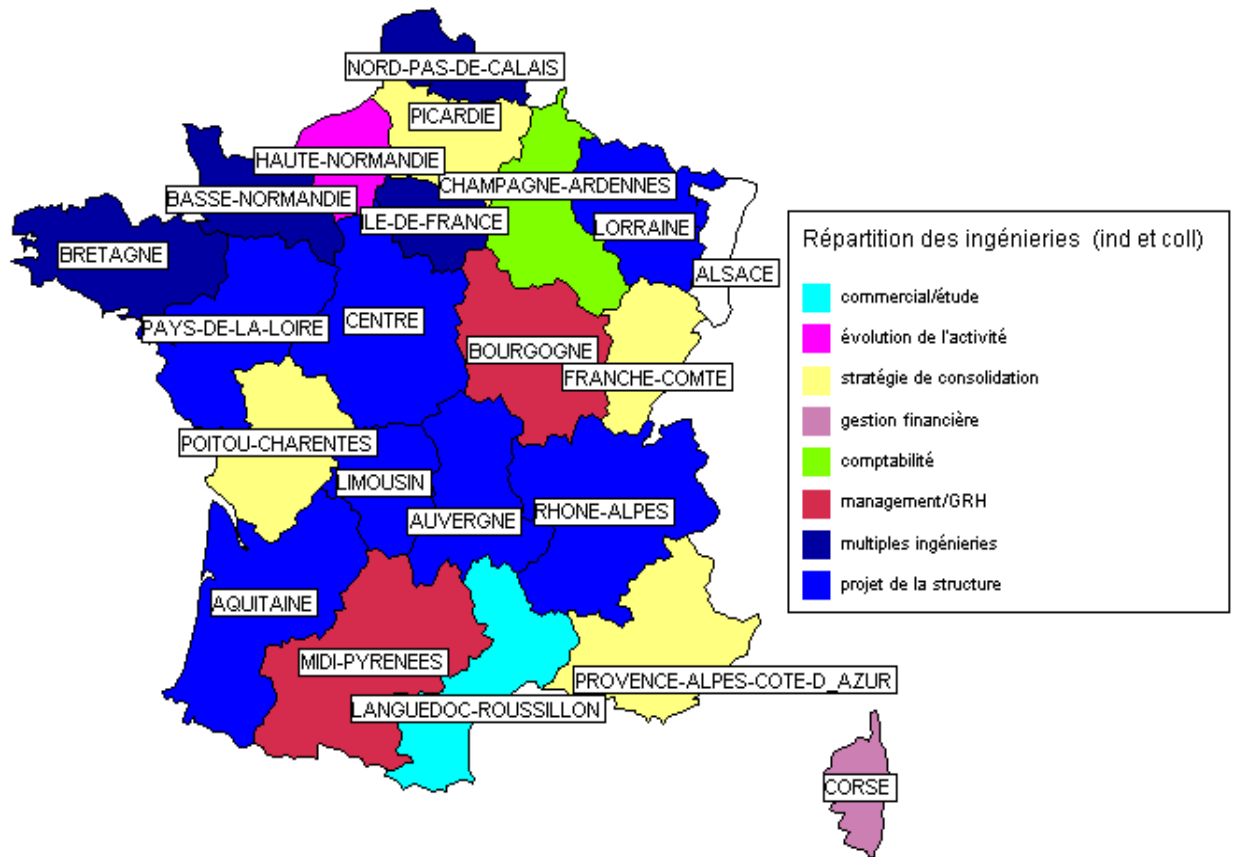 NORD-PAS-DE-CALAIS
PICARDIE
HAUTE-NORMANDIE
CHAMPAGNE-ARDENNES
BASSE-NORMANDIE
ILE-DE-FRANCE
LORRAINE
BRETAGNE
ALSACE
PAYS-DE-LA-LOIRE
CENTRE
BOURGOGNE
FRANCHE-COMTE
POITOU-CHARENTES
LIMOUSIN
AUVERGNE
RHONE-ALPES
AQUITAINE
MIDI-PYRENEES
PROVENCE-ALPES-COTE-D_AZUR
LANGUEDOC-ROUSSILLON
CORSE
Répartition des ingénieries (ind et coll)
commercial/étude
évolution de l'activité
stratégie de consolidation
gestion financière
comptabilité
management/GRH
multiples ingénieries
projet de la structure